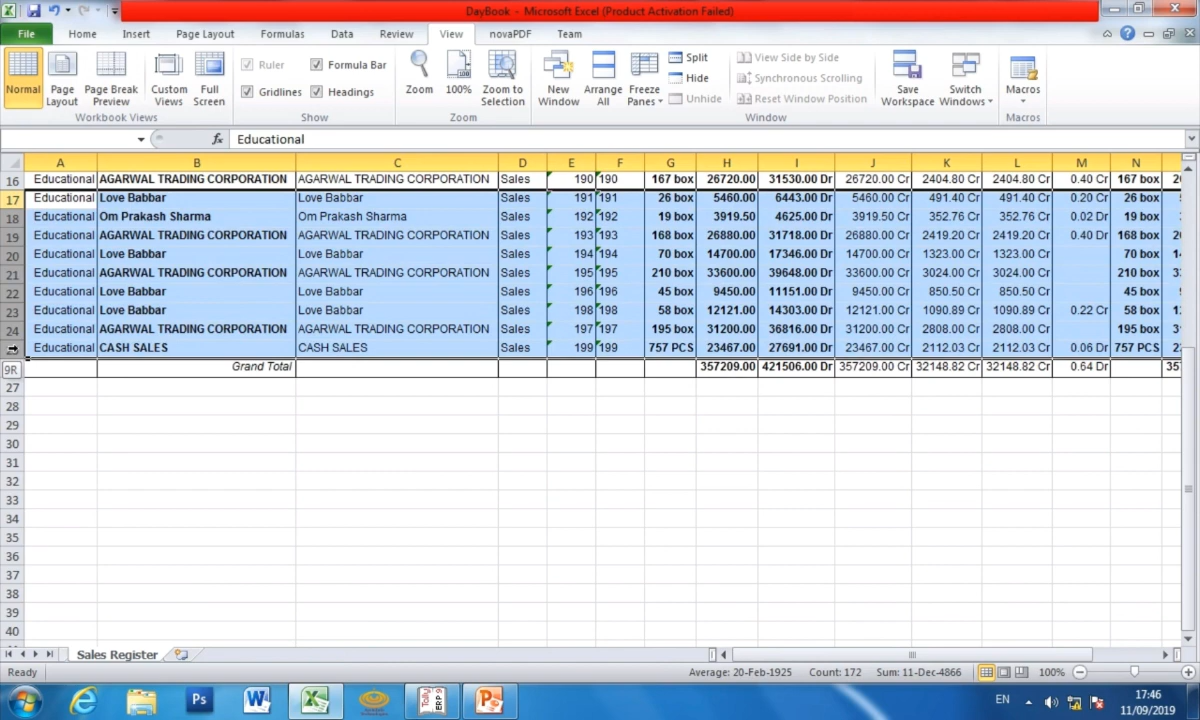 DayBook - Microsoft Excel (Product Activation Failed)
File Home Insert Page Layout Formulas Data Review View novaPDF Team
Normal Page Layout Page Break Preview Custom Views Full Screen
Workbook Views
Ruler Formula Bar
Gridlines Headings
Show
Zoom 100% Zoom to Selection
Zoom
New Window Arrange All Freeze Panes
Split
Hide
Unhide
View Side by Side
Synchronous Scrolling
Reset Window Position
Save Workspace Switch Windows
Window
Macros
Macros
fx Educational
A B C D E F G H I J K L M N
16 Educational AGARWAL TRADING CORPORATION AGARWAL TRADING CORPORATION Sales 190 190 167 box 26720.00 31530.00 Dr 26720.00 Cr 2404.80 Cr 2404.80 Cr 0.40 Cr 167 box
17 Educational Love Babbar Love Babbar Sales 191 191 26 box 5460.00 6443.00 Dr 5460.00 Cr 491.40 Cr 491.40 Cr 0.20 Cr 26 box
18 Educational Om Prakash Sharma Om Prakash Sharma Sales 192 192 19 box 3919.50 4625.00 Dr 3919.50 Cr 352.76 Cr 352.76 Cr 0.02 Dr 19 box
19 Educational AGARWAL TRADING CORPORATION AGARWAL TRADING CORPORATION Sales 193 193 168 box 26880.00 31718.00 Dr 26880.00 Cr 2419.20 Cr 2419.20 Cr 0.40 Dr 168 box
20 Educational Love Babbar Love Babbar Sales 194 194 70 box 14700.00 17346.00 Dr 14700.00 Cr 1323.00 Cr 1323.00 Cr 70 box
21 Educational AGARWAL TRADING CORPORATION AGARWAL TRADING CORPORATION Sales 195 195 210 box 33600.00 39648.00 Dr 33600.00 Cr 3024.00 Cr 3024.00 Cr 210 box
22 Educational Love Babbar Love Babbar Sales 196 196 45 box 9450.00 11151.00 Dr 9450.00 Cr 850.50 Cr 850.50 Cr 45 box
23 Educational Love Babbar Love Babbar Sales 198 198 58 box 12121.00 14303.00 Dr 12121.00 Cr 1090.89 Cr 1090.89 Cr 0.22 Cr 58 box
24 Educational AGARWAL TRADING CORPORATION AGARWAL TRADING CORPORATION Sales 197 197 195 box 31200.00 36816.00 Dr 31200.00 Cr 2808.00 Cr 2808.00 Cr 195 box
Educational CASH SALES CASH SALES Sales 199 199 757 PCS 23467.00 27691.00 Dr 23467.00 Cr 2112.03 Cr 2112.03 Cr 0.06 Dr 757 PCS
9R Grand Total 357209.00 421506.00 Dr 357209.00 Cr 32148.82 Cr 32148.82 Cr 0.64 Dr
27
28
29
30
31
32
33
34
35
36
37
38
39
40
Sales Register
Ready Average: 20-Feb-1925 Count: 172 Sum: 11-Dec-4866 100%
Ps Tally ERP 9 EN 17:46
11/09/2019